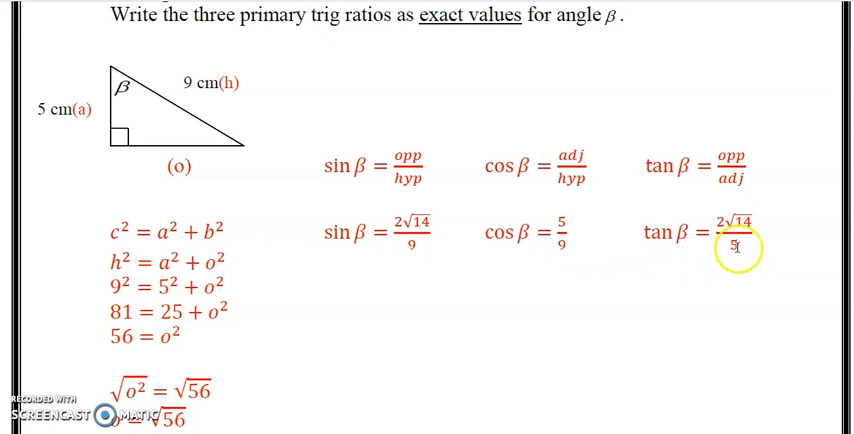 Write the three primary trig ratios as exact values for angle β .
β
9 cm(h)
5 cm(a)
(o)
sin β = opp/hyp
cos β = adj/hyp
tan β = opp/adj
sin β = 2√14/9
cos β = 5/9
tan β = 2√14/5
c² = a² + b²
h² = a² + o²
9² = 5² + o²
81 = 25 + o²
56 = o²
√o² = √56
= √56
RECORDED WITH
SCREENCAST MATIC